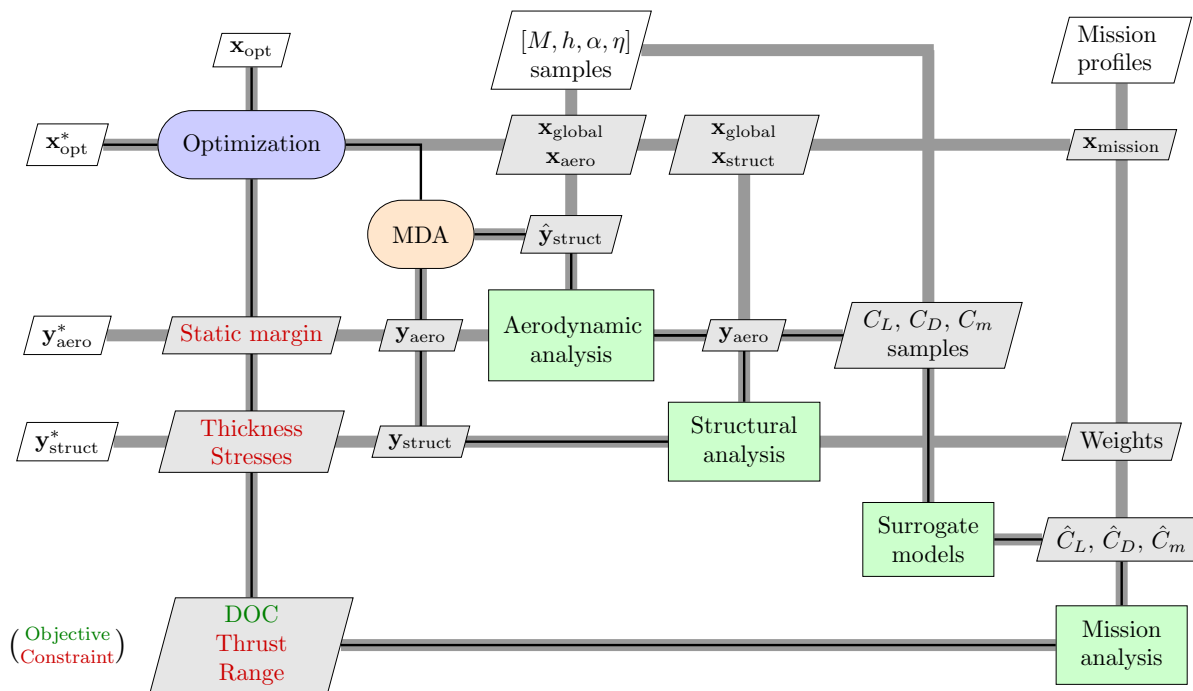 x_opt
[M, h, α, η]
samples
Mission
profiles
x*_opt
Optimization
x_global
x_aero
x_global
x_struct
x_mission
MDA
ŷ_struct
y*_aero
Static margin
y_aero
Aerodynamic
analysis
y_aero
C_L, C_D, C_m
samples
y*_struct
Thickness
Stresses
y_struct
Structural
analysis
Weights
Surrogate
models
Ĉ_L, Ĉ_D, Ĉ_m
(Objective
Constraint)
DOC
Thrust
Range
Mission
analysis